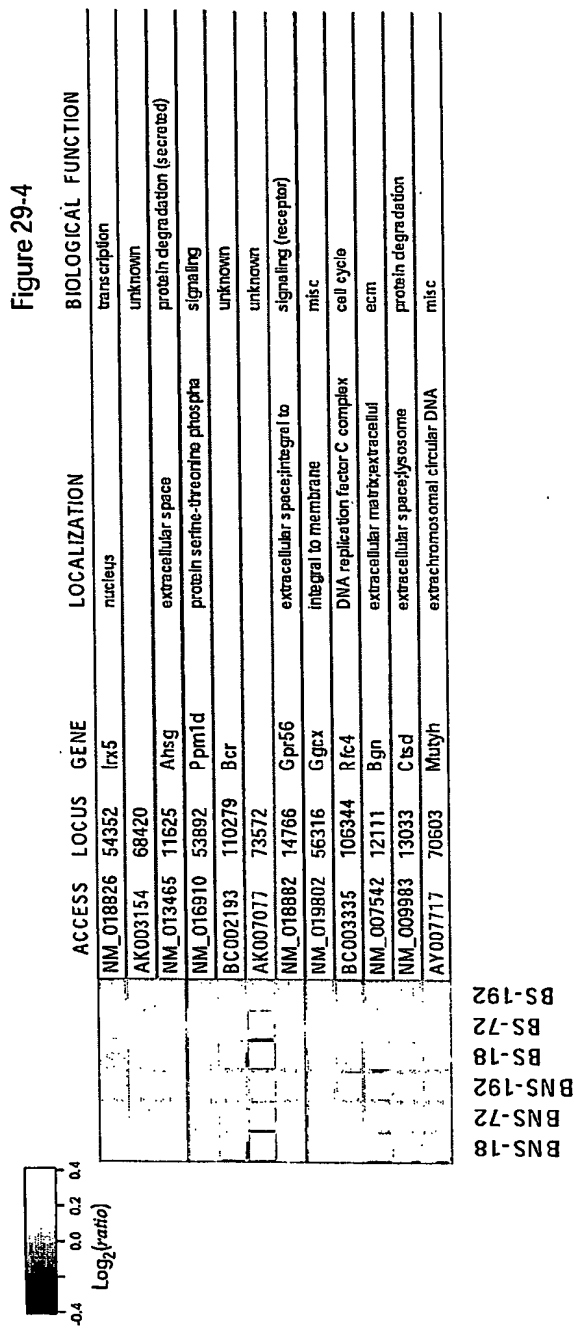 Figure 29-4
ACCESS LOCUS GENE LOCALIZATION BIOLOGICAL FUNCTION
NM_018826 54352 Irx5 nucleus transcription
AK003154 68420 unknown
NM_013465 11625 Ahsg extracellular space protein degradation (secreted)
NM_016910 53892 Ppm1d protein serine-threonine phospha signaling
BC002193 110279 Bcr unknown
AK007077 73572 unknown
NM_018882 14766 Gpr56 extracellular space;integral to signaling (receptor)
NM_019802 56316 Ggcx integral to membrane misc
BC003335 106344 Rfc4 DNA replication factor C complex cell cycle
NM_007542 12111 Bgn extracellular matrix;extracellul ecm
NM_009983 13033 Ctsd extracellular space;lysosome protein degradation
AY007717 70603 Mutyh extrachromosomal circular DNA misc
BNS-18 BNS-72 BNS-192 BS-18 BS-72 BS-192
-0.4 0.0 0.2 0.4
Log2(ratio)